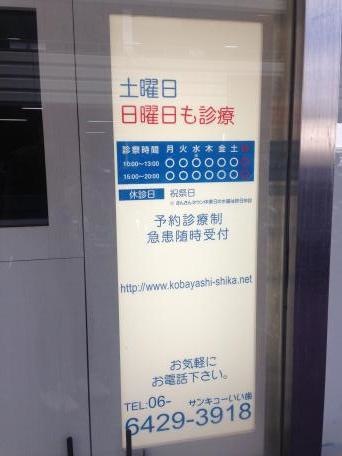 土曜日
日曜日も診療
診察時間 月 火 水 木 金 土
10:00〜13:00 〇 〇 〇 〇 〇 〇
15:00〜20:00 〇 〇 〇 〇 〇 〇
休診日 祝祭日
予約診療制
急患随時受付
http://www.kobayashi-shika.net
お気軽に
お電話下さい。
TEL:06- サンキューいい歯
6429-3918